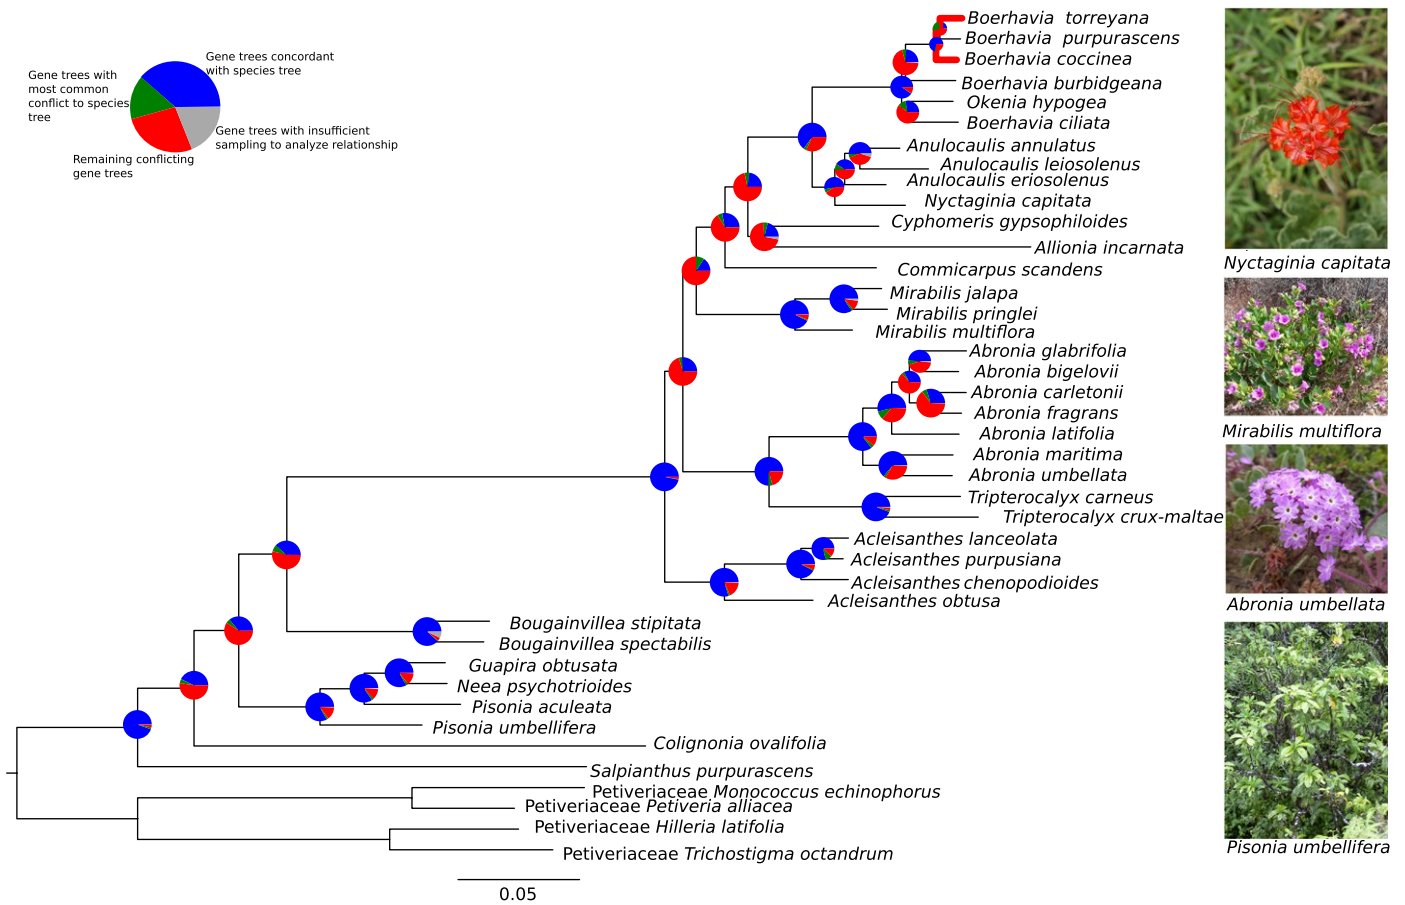 Gene trees concordant
with species tree
Gene trees with
most common
conflict to species
tree
Gene trees with insufficient
sampling to analyze relationship
Remaining conflicting
gene trees
Boerhavia torreyana
Boerhavia purpurascens
Boerhavia coccinea
Boerhavia burbidgeana
Okenia hypogea
Boerhavia ciliata
Anulocaulis annulatus
Anulocaulis leiosolenus
Anulocaulis eriosolenus
Nyctaginia capitata
Cyphomeris gypsophiloides
Allionia incarnata
Commicarpus scandens
Mirabilis jalapa
Mirabilis pringlei
Mirabilis multiflora
Abronia glabrifolia
Abronia bigelovii
Abronia carletonii
Abronia fragrans
Abronia latifolia
Abronia maritima
Abronia umbellata
Tripterocalyx carneus
Tripterocalyx crux-maltae
Acleisanthes lanceolata
Acleisanthes purpusiana
Acleisanthes chenopodioides
Acleisanthes obtusa
Bougainvillea stipitata
Bougainvillea spectabilis
Guapira obtusata
Neea psychotrioides
Pisonia aculeata
Pisonia umbellifera
Colignonia ovalifolia
Salpianthus purpurascens
Petiveriaceae Monococcus echinophorus
Petiveriaceae Petiveria alliacea
Petiveriaceae Hilleria latifolia
Petiveriaceae Trichostigma octandrum
0.05
Nyctaginia capitata
Mirabilis multiflora
Abronia umbellata
Pisonia umbellifera